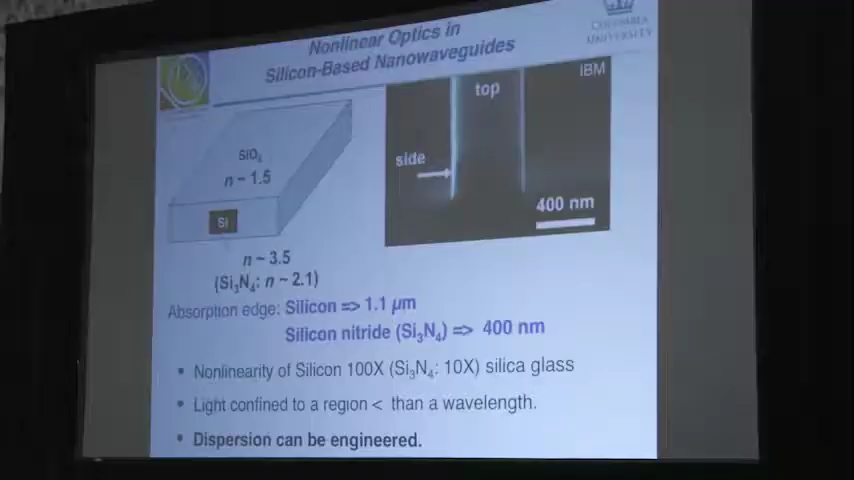 Nonlinear Optics in
Silicon-Based Nanowaveguides
COLUMBIA
UNIVERSITY
IBM
top
side
400 nm
SiO₂
n ~ 1.5
Si
n ~ 3.5
(Si₃N₄: n ~ 2.1)
Absorption edge: Silicon => 1.1 µm
Silicon nitride (Si₃N₄) => 400 nm
• Nonlinearity of Silicon 100X (Si₃N₄: 10X) silica glass
• Light confined to a region < than a wavelength.
• Dispersion can be engineered.